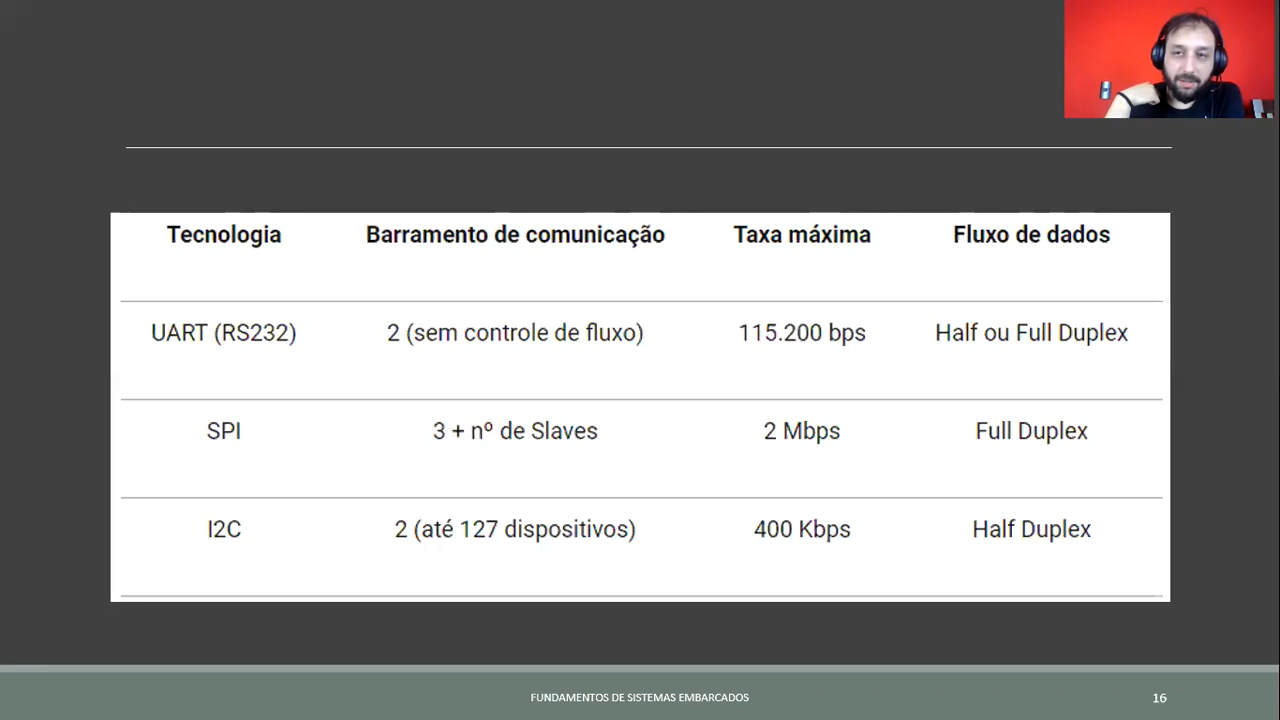 Tecnologia Barramento de comunicação Taxa máxima Fluxo de dados
UART (RS232) 2 (sem controle de fluxo) 115.200 bps Half ou Full Duplex
SPI 3 + nº de Slaves 2 Mbps Full Duplex
I2C 2 (até 127 dispositivos) 400 Kbps Half Duplex
FUNDAMENTOS DE SISTEMAS EMBARCADOS 16